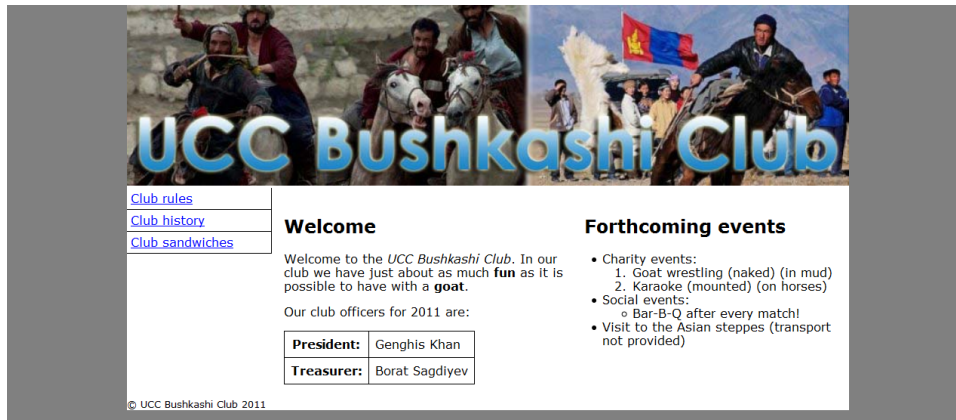 UCC Bushkashi Club
Club rules
Club history
Club sandwiches
Welcome
Welcome to the UCC Bushkashi Club. In our
club we have just about as much fun as it is
possible to have with a goat.
Our club officers for 2011 are:
President: Genghis Khan
Treasurer: Borat Sagdiyev
Forthcoming events
• Charity events:
1. Goat wrestling (naked) (in mud)
2. Karaoke (mounted) (on horses)
• Social events:
◦ Bar-B-Q after every match!
• Visit to the Asian steppes (transport
not provided)
© UCC Bushkashi Club 2011